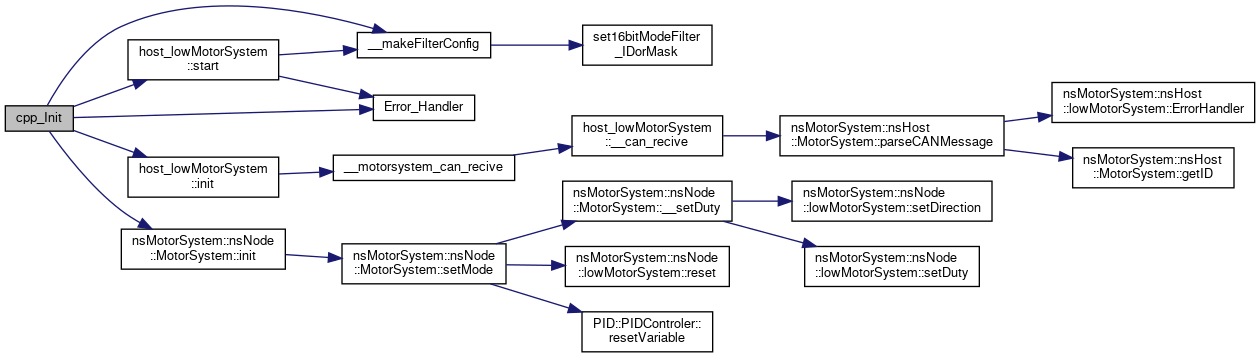 cpp_Init
host_lowMotorSystem
::start
__makeFilterConfig
set16bitModeFilter
_IDorMask
Error_Handler
host_lowMotorSystem
::init
__motorsystem_can_recive
host_lowMotorSystem
::__can_recive
nsMotorSystem::nsHost
::MotorSystem::parseCANMessage
nsMotorSystem::nsHost
::lowMotorSystem::ErrorHandler
nsMotorSystem::nsHost
::MotorSystem::getID
nsMotorSystem::nsNode
::MotorSystem::init
nsMotorSystem::nsNode
::MotorSystem::setMode
nsMotorSystem::nsNode
::MotorSystem::__setDuty
nsMotorSystem::nsNode
::lowMotorSystem::setDirection
nsMotorSystem::nsNode
::lowMotorSystem::setDuty
nsMotorSystem::nsNode
::lowMotorSystem::reset
PID::PIDControler::
resetVariable